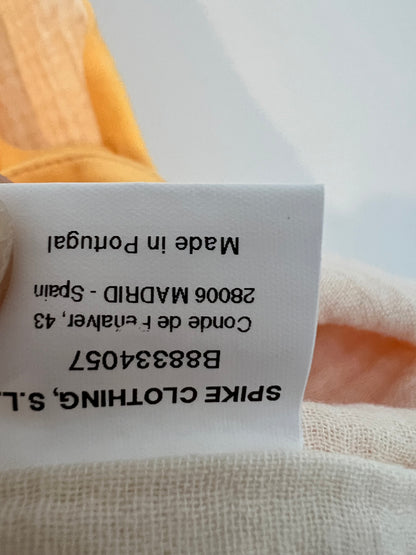 SPIKE CLOTHING, S.L.
B88334057
Conde de Peñalver, 43
28006 MADRID - Spain
Made in Portugal